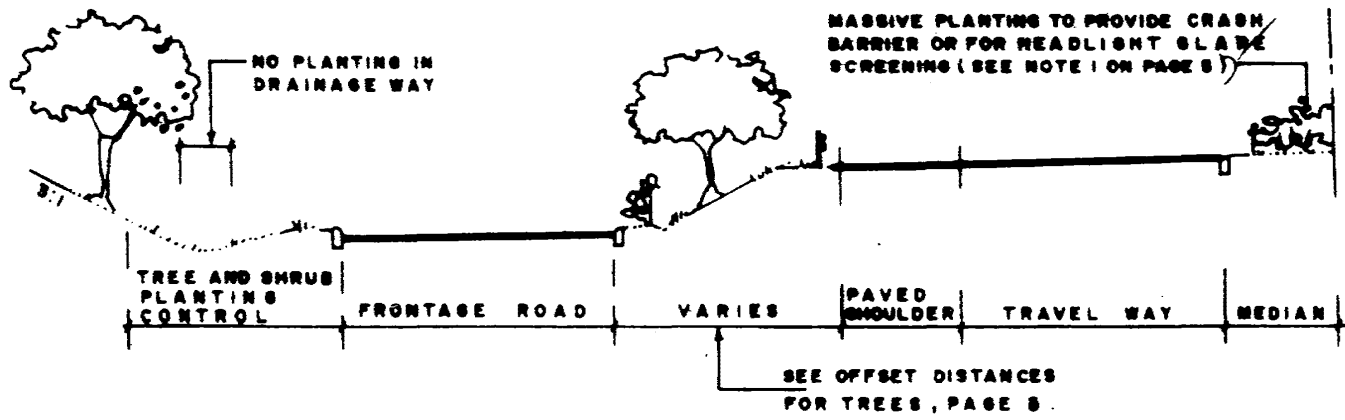 MASSIVE PLANTING TO PROVIDE CRASH
BARRIER OR FOR HEADLIGHT GLARE
SCREENING (SEE NOTE 1 ON PAGE 5)
NO PLANTING IN
DRAINAGE WAY
3:1
TREE AND SHRUB
PLANTING
CONTROL
FRONTAGE ROAD
VARIES
PAVED
SHOULDER
TRAVEL WAY
MEDIAN
SEE OFFSET DISTANCES
FOR TREES, PAGE 5.